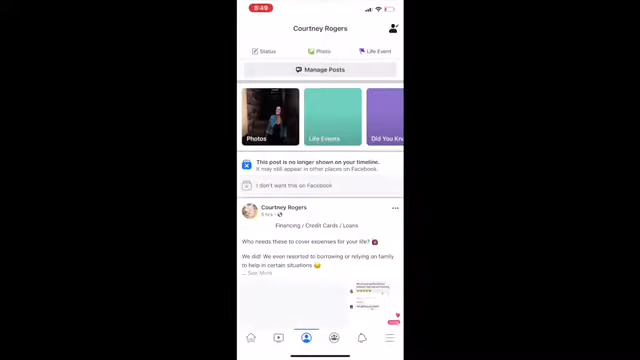 8:49
Courtney Rogers
Status
Photo
Life Event
Manage Posts
Photos
Life Events
Did You Kn
This post is no longer shown on your timeline.
It may still appear in other places on Facebook.
I don't want this on Facebook
Courtney Rogers
5 hrs
Financing / Credit Cards / Loans
Who needs these to cover expenses for your life?
We did! We even resorted to borrowing or relying on family
to help in certain situations
... See More